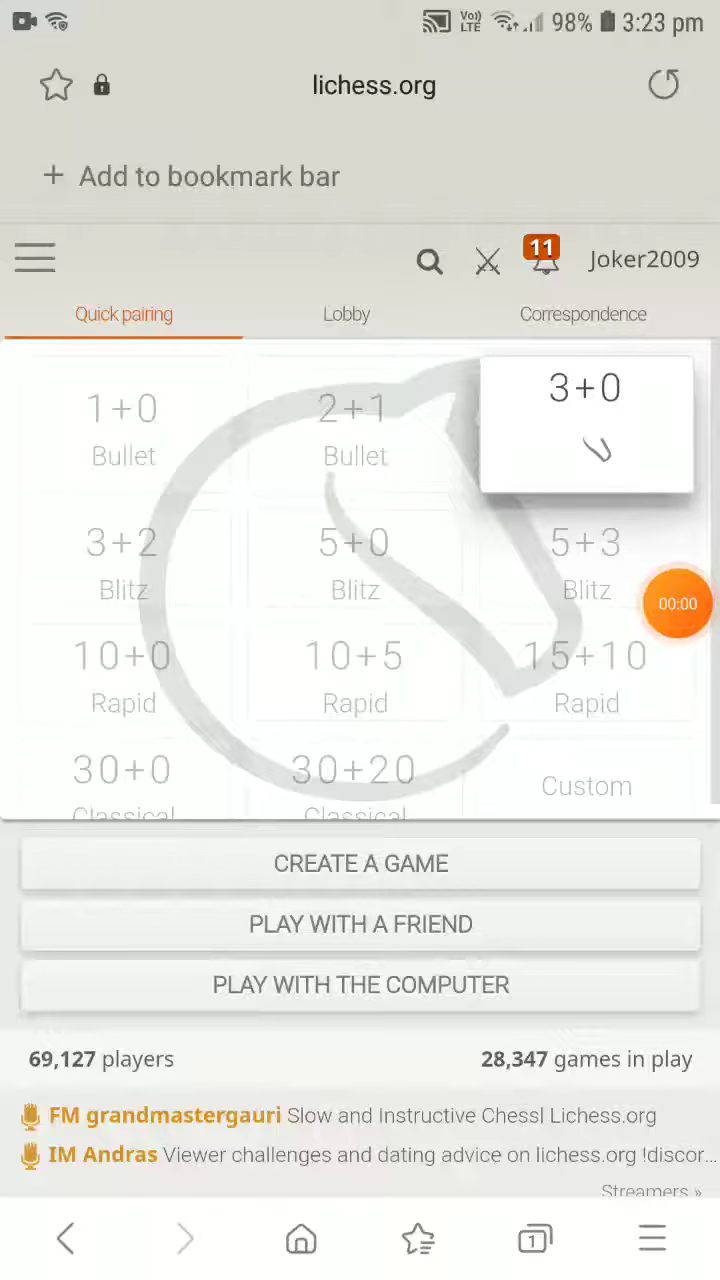 Vo)) LTE 98% 3:23 pm
lichess.org
+ Add to bookmark bar
11 Joker2009
Quick pairing Lobby Correspondence
1+0 2+1 3+0
Bullet Bullet
3+2 5+0 5+3
Blitz Blitz Blitz
00:00
10+0 10+5 15+10
Rapid Rapid Rapid
30+0 30+20 Custom
Classical Classical
CREATE A GAME
PLAY WITH A FRIEND
PLAY WITH THE COMPUTER
69,127 players 28,347 games in play
FM grandmastergauri Slow and Instructive Chess| Lichess.org
IM Andras Viewer challenges and dating advice on lichess.org !discor...
Streamers »
1